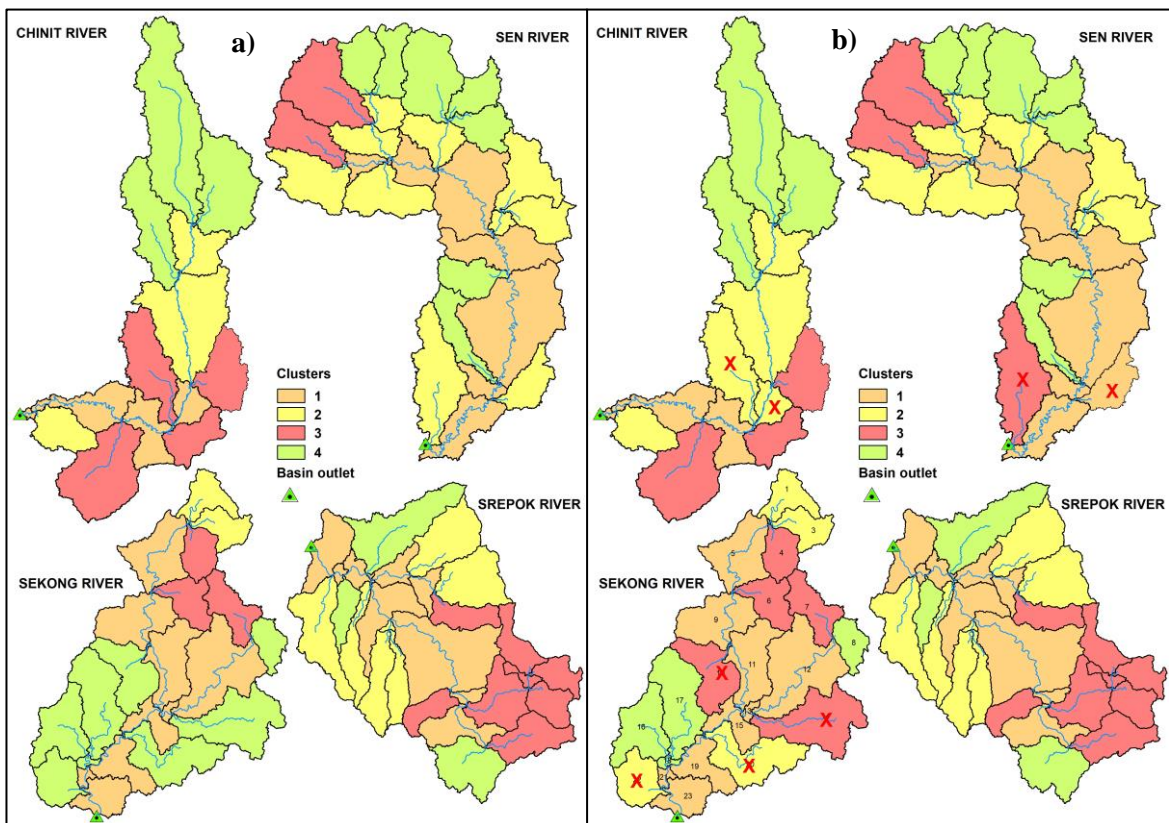 CHINIT RIVER
a)
SEN RIVER
Clusters
1
2
3
4
Basin outlet
SREPOK RIVER
SEKONG RIVER
CHINIT RIVER
b)
SEN RIVER
X
X
X
X
Clusters
1
2
3
4
Basin outlet
SREPOK RIVER
1
3
5
4
SEKONG RIVER
6
7
9
8
11
12
X
17
16
X
15
X
19
X
21
23